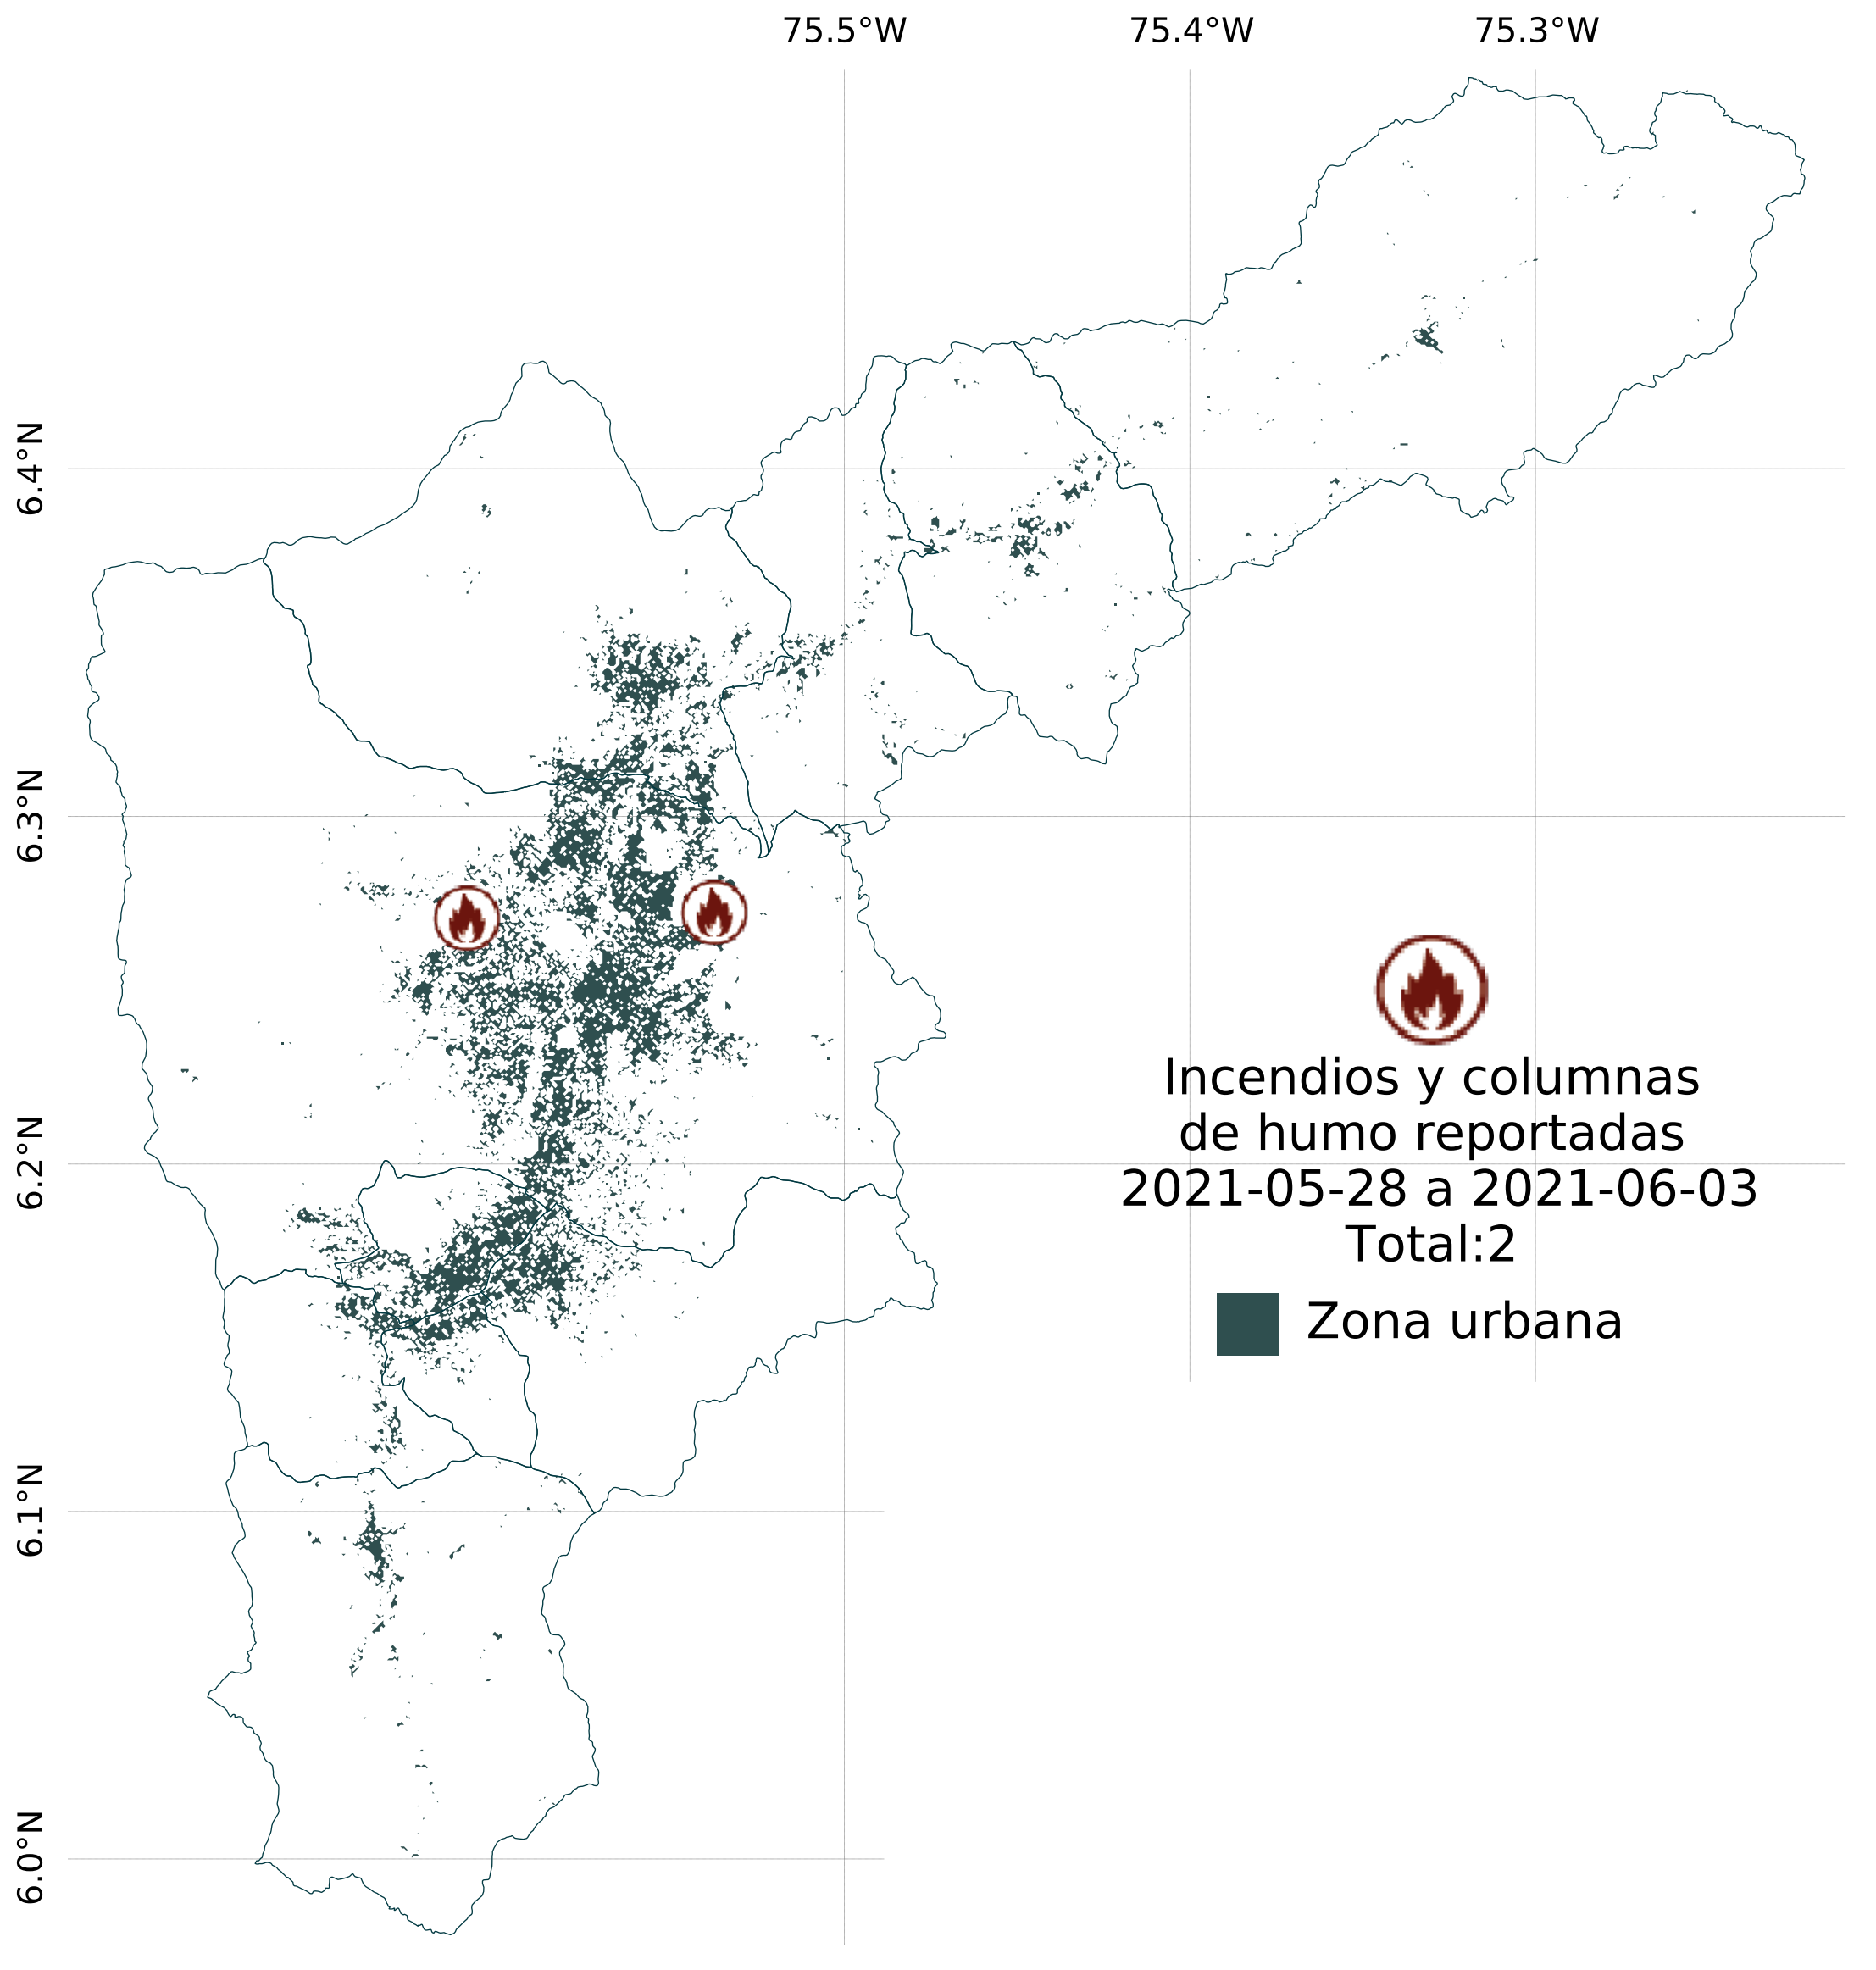 75.5°W 75.4°W 75.3°W
6.4°N
6.3°N
6.2°N
6.1°N
6.0°N
Incendios y columnas
de humo reportadas
2021-05-28 a 2021-06-03
Total:2
Zona urbana